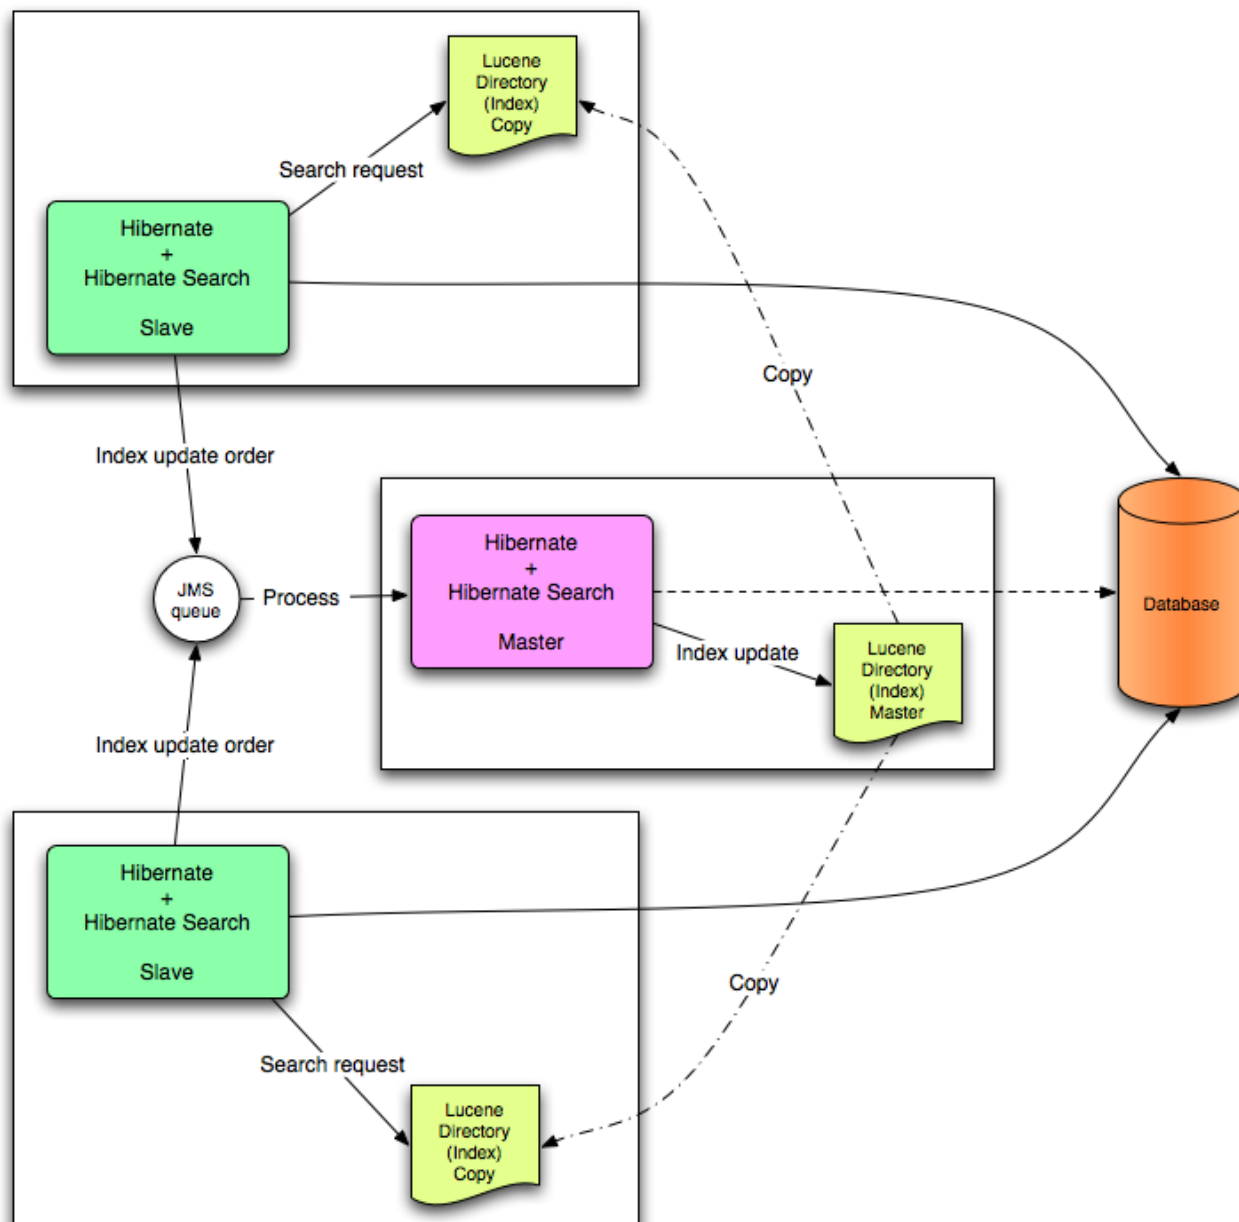 Lucene
Directory
(Index)
Copy
Search request
Hibernate
+
Hibernate Search
Slave
Copy
Index update order
Hibernate
+
Hibernate Search
Master
JMS
queue
Process
Database
Index update
Lucene
Directory
(Index)
Master
Index update order
Hibernate
+
Hibernate Search
Slave
Copy
Search request
Lucene
Directory
(Index)
Copy